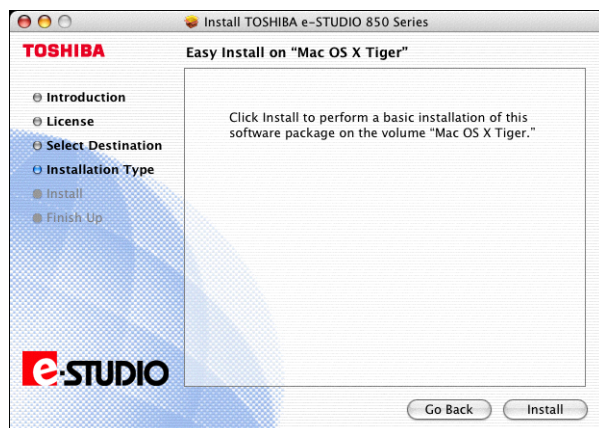 Install TOSHIBA e-STUDIO 850 Series
TOSHIBA
Easy Install on “Mac OS X Tiger”
Introduction
License
Select Destination
Installation Type
Install
Finish Up
Click Install to perform a basic installation of this
software package on the volume “Mac OS X Tiger.”
e-STUDIO
Go Back
Install